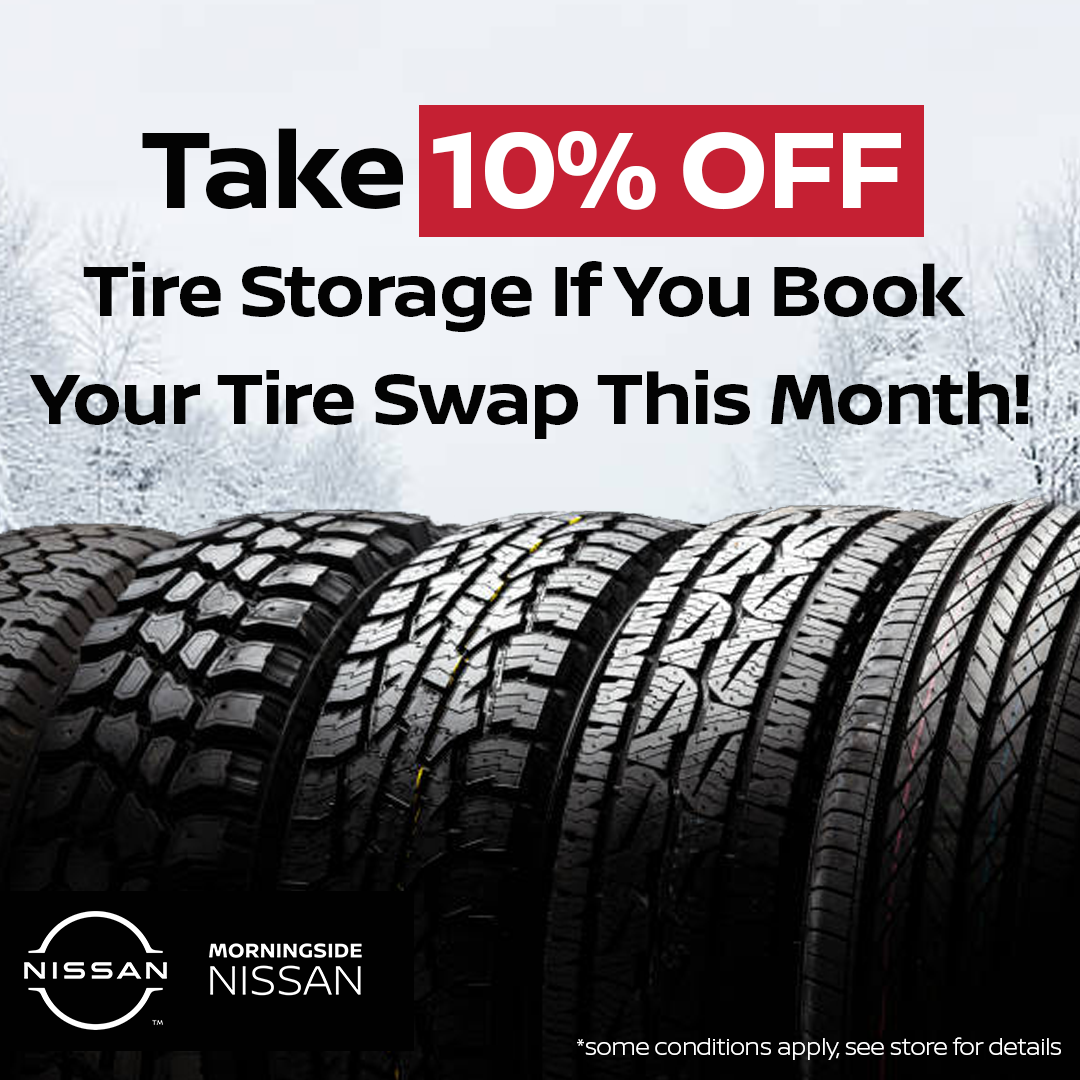 Take 10% OFF
Tire Storage If You Book
Your Tire Swap This Month!
NISSAN
TM
MORNINGSIDE
NISSAN
*some conditions apply, see store for details